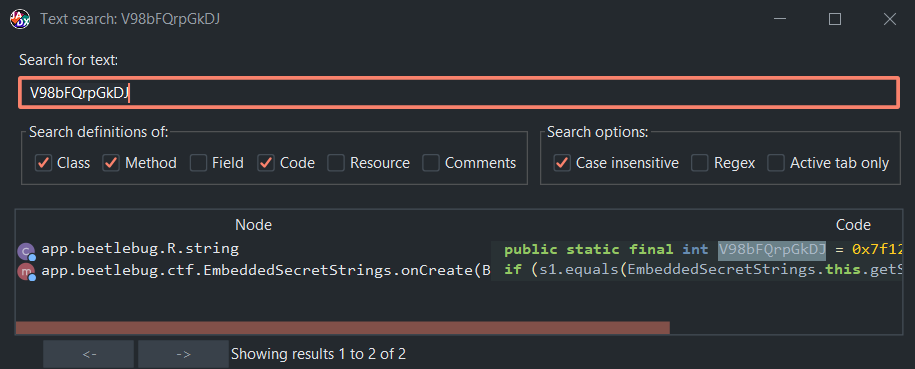 Text search: V98bFQrpGkDJ
Search for text:
V98bFQrpGkDJ
Search definitions of:
Class Method Field Code Resource Comments
Search options:
Case insensitive Regex Active tab only
Node Code
app.beetlebug.R.string public static final int V98bFQrpGkDJ = 0x7f12
app.beetlebug.ctf.EmbeddedSecretStrings.onCreate(B if (s1.equals(EmbeddedSecretStrings.this.getS
<- -> Showing results 1 to 2 of 2